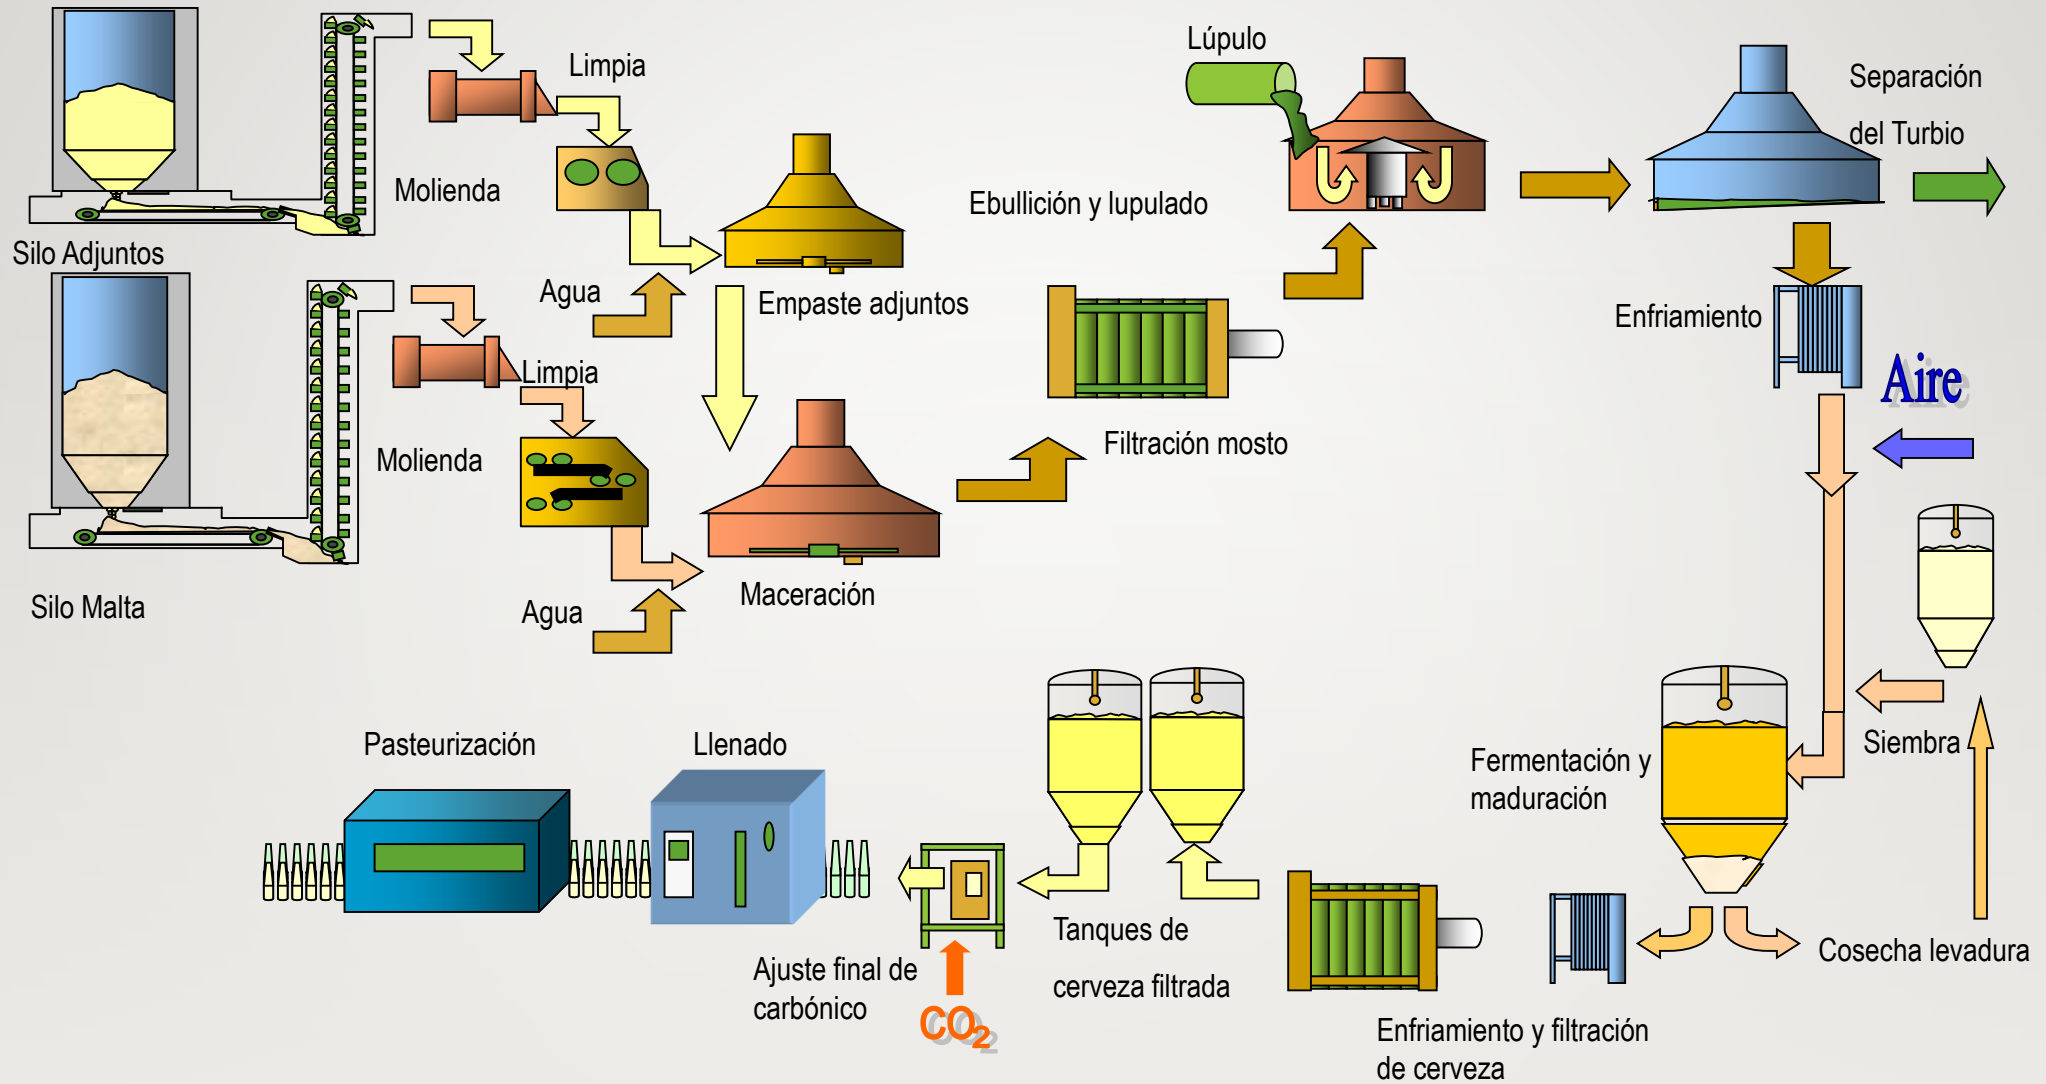 Lúpulo
Limpia
Separación
del Turbio
Molienda
Ebullición y lupulado
Silo Adjuntos
Agua
Empaste adjuntos
Enfriamiento
Limpia
Aire
Molienda
Filtración mosto
Silo Malta
Agua
Maceración
Pasteurización
Llenado
Siembra
Fermentación y
maduración
Tanques de
cerveza filtrada
Cosecha levadura
Ajuste final de
carbónico
CO2
Enfriamiento y filtración
de cerveza